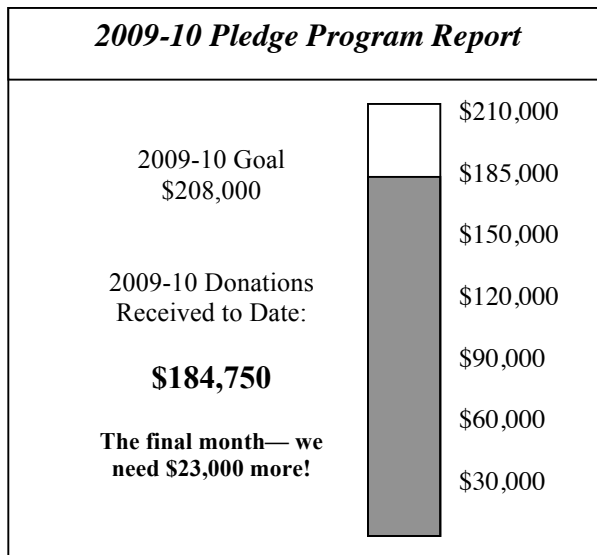 2009-10 Pledge Program Report
2009-10 Goal
$208,000
2009-10 Donations
Received to Date:
$184,750
The final month— we
need $23,000 more!
$210,000
$185,000
$150,000
$120,000
$90,000
$60,000
$30,000